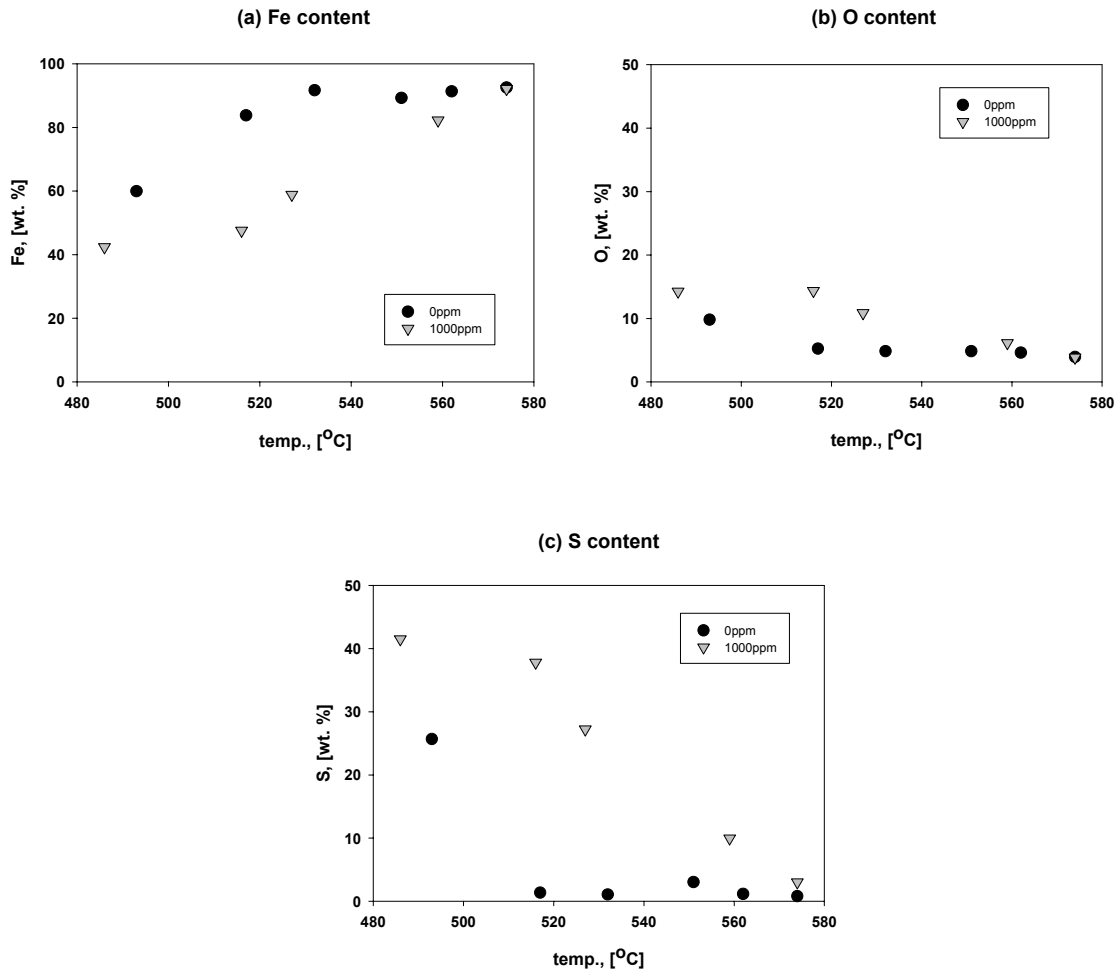 (a) Fe content
(b) O content
Fe, [wt. %]
100
80
60
40
20
0
480 500 520 540 560 580
temp., [°C]
0ppm
1000ppm
O, [wt. %]
50
40
30
20
10
0
480 500 520 540 560 580
temp., [°C]
0ppm
1000ppm
(c) S content
S, [wt. %]
50
40
30
20
10
0
480 500 520 540 560 580
temp., [°C]
0ppm
1000ppm